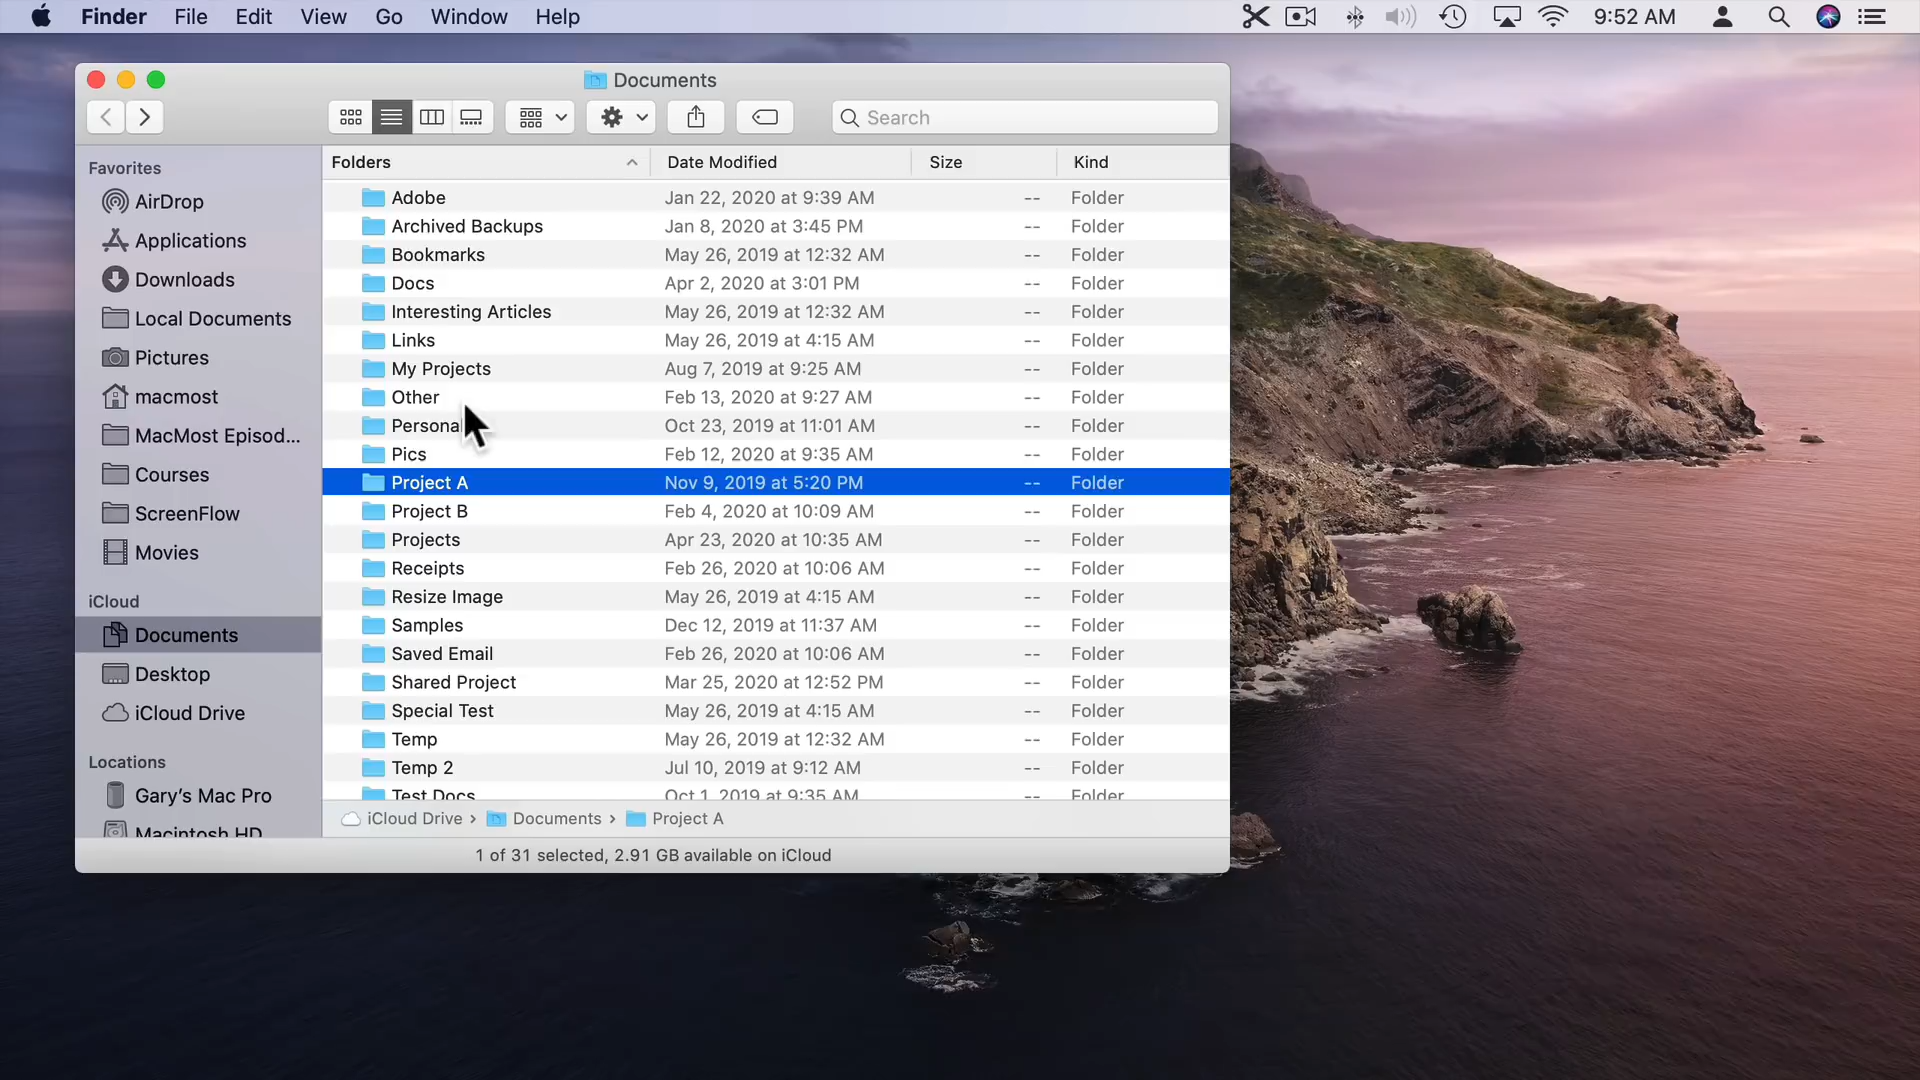 Finder File Edit View Go Window Help 9:52 AM
Documents
Search
Favorites
AirDrop
Applications
Downloads
Local Documents
Pictures
macmost
MacMost Episod...
Courses
ScreenFlow
Movies
iCloud
Documents
Desktop
iCloud Drive
Locations
Gary's Mac Pro
Macintosh HD
Folders Date Modified Size Kind
Adobe Jan 22, 2020 at 9:39 AM -- Folder
Archived Backups Jan 8, 2020 at 3:45 PM -- Folder
Bookmarks May 26, 2019 at 12:32 AM -- Folder
Docs Apr 2, 2020 at 3:01 PM -- Folder
Interesting Articles May 26, 2019 at 12:32 AM -- Folder
Links May 26, 2019 at 4:15 AM -- Folder
My Projects Aug 7, 2019 at 9:25 AM -- Folder
Other Feb 13, 2020 at 9:27 AM -- Folder
Persona Oct 23, 2019 at 11:01 AM -- Folder
Pics Feb 12, 2020 at 9:35 AM -- Folder
Project A Nov 9, 2019 at 5:20 PM -- Folder
Project B Feb 4, 2020 at 10:09 AM -- Folder
Projects Apr 23, 2020 at 10:35 AM -- Folder
Receipts Feb 26, 2020 at 10:06 AM -- Folder
Resize Image May 26, 2019 at 4:15 AM -- Folder
Samples Dec 12, 2019 at 11:37 AM -- Folder
Saved Email Feb 26, 2020 at 10:06 AM -- Folder
Shared Project Mar 25, 2020 at 12:52 PM -- Folder
Special Test May 26, 2019 at 4:15 AM -- Folder
Temp May 26, 2019 at 12:32 AM -- Folder
Temp 2 Jul 10, 2019 at 9:12 AM -- Folder
Test Docs Oct 1, 2019 at 9:35 AM -- Folder
iCloud Drive › Documents › Project A
1 of 31 selected, 2.91 GB available on iCloud